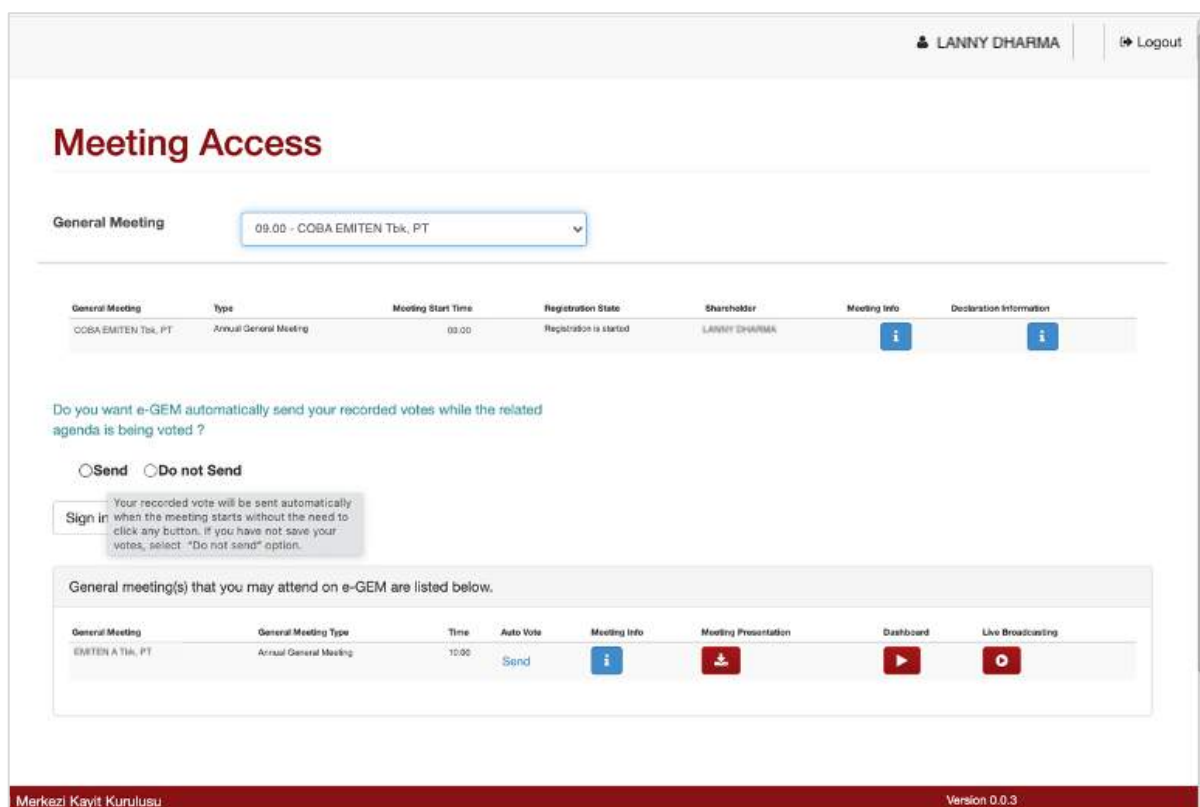 LANNY DHARMA
Logout
Meeting Access
General Meeting
09.00 - COBA EMITEN Tbk, PT
General Meeting Type Meeting Start Time Registration State Shareholder Meeting Info Declaration Information
COBA EMITEN Tbk, PT Annual General Meeting 09.00 Registration is started LANNY DHARMA
Do you want e-GEM automatically send your recorded votes while the related
agenda is being voted ?
Send Do not Send
Sign in
Your recorded vote will be sent automatically
when the meeting starts without the need to
click any button. If you have not save your
votes, select "Do not send" option.
General meeting(s) that you may attend on e-GEM are listed below.
General Meeting General Meeting Type Time Auto Vote Meeting Info Meeting Presentation Dashboard Live Broadcasting
EMITEN A Tbk, PT Annual General Meeting 10:00 Send
Merkezi Kayit Kurulusu Version 0.0.3